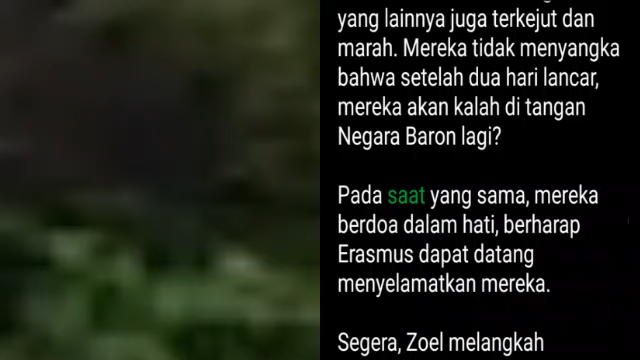 yang lainnya juga terkejut dan
marah. Mereka tidak menyangka
bahwa setelah dua hari lancar,
mereka akan kalah di tangan
Negara Baron lagi?
Pada saat yang sama, mereka
berdoa dalam hati, berharap
Erasmus dapat datang
menyelamatkan mereka.
Segera, Zoel melangkah